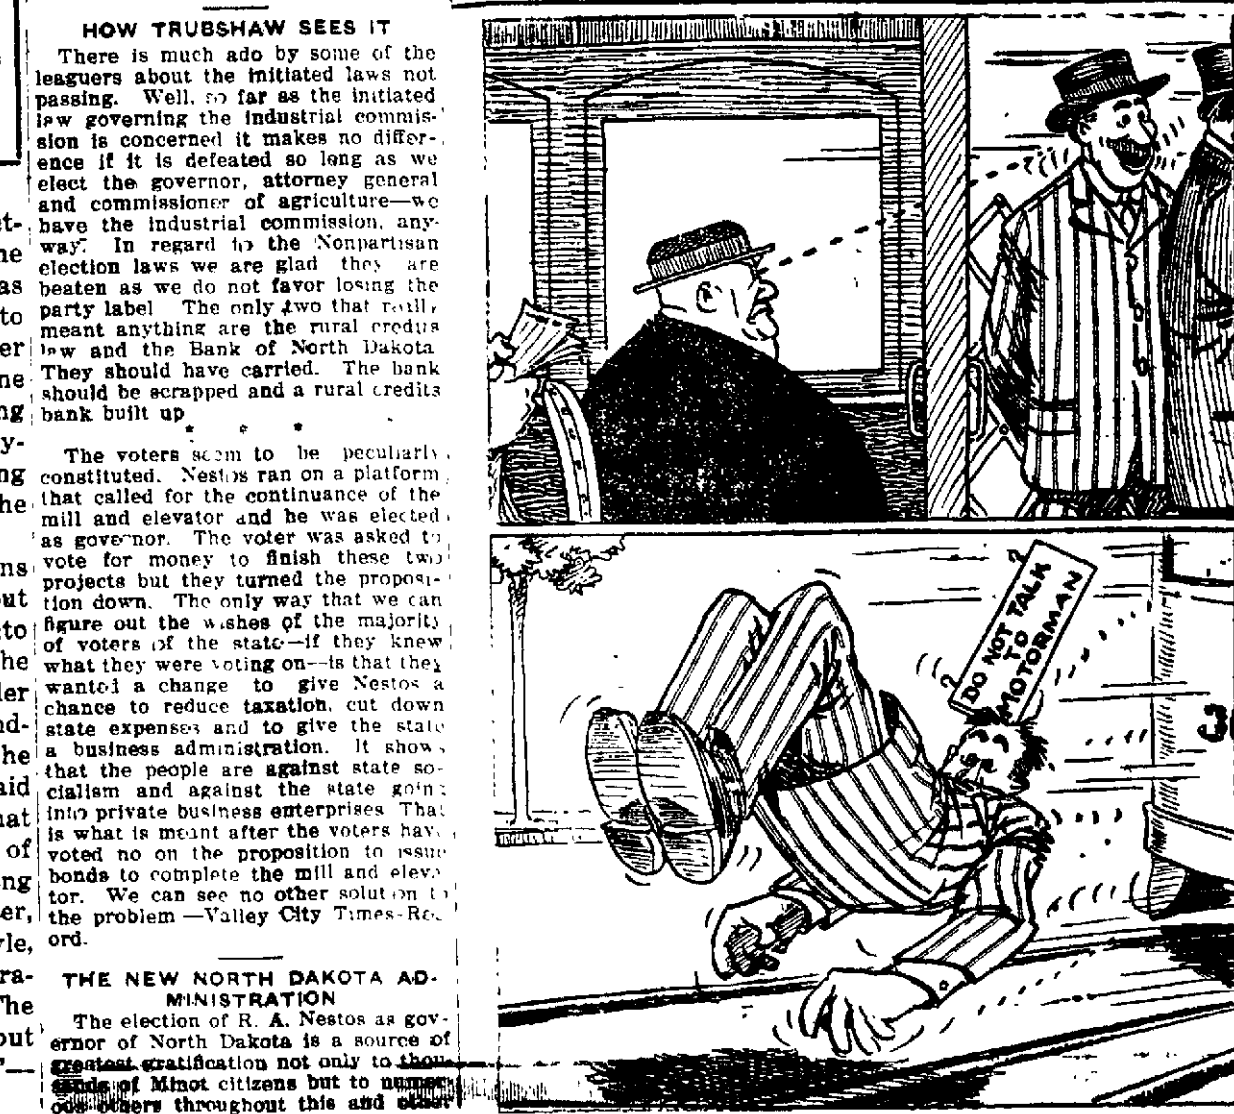 HOW TRUBSHAW SEES IT
There is much ado by some of the
leaguers about the initiated laws not
passing. Well, so far as the initiated
law governing the industrial commis-
sion is concerned it makes no differ-
ence if it is defeated so long as we
elect the governor, attorney general
and commissioner of agriculture—we
have the industrial commission, any-
way. In regard to the Nonpartisan
election laws we are glad they are
beaten as we do not favor losing the
party label The only two that really
meant anything are the rural credits
law and the Bank of North Dakota
They should have carried. The bank
should be scrapped and a rural credits
bank built up
* * *
The voters seem to be peculiarly
constituted. Nestos ran on a platform
that called for the continuance of the
mill and elevator and he was elected
as governor. The voter was asked to
vote for money to finish these two
projects but they turned the proposi-
tion down. The only way that we can
figure out the wishes of the majority
of voters of the state—if they knew
what they were voting on—is that they
wanted a change to give Nestos a
chance to reduce taxation, cut down
state expenses and to give the state
a business administration. It shows
that the people are against state so-
cialism and against the state going
into private business enterprises That
is what is meant after the voters have
voted no on the proposition to issue
bonds to complete the mill and eleva
tor. We can see no other solution to
the problem —Valley City Times-Rec
ord.
THE NEW NORTH DAKOTA AD-
MINISTRATION
The election of R. A. Nestos as gov-
ernor of North Dakota is a source of
greatest gratification not only to thou-
sands of Minot citizens but to numer-
ous others throughout this and other
DO NOT TALK
TO
MOTORMAN